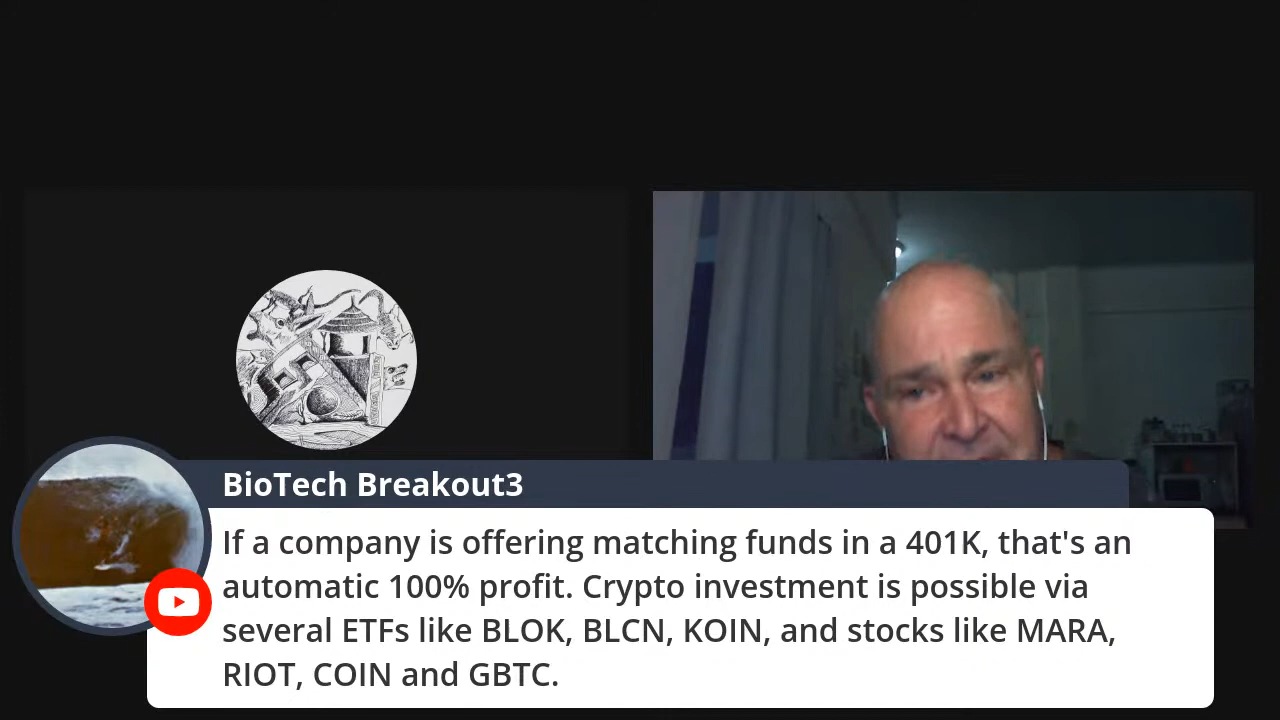 BioTech Breakout3
If a company is offering matching funds in a 401K, that's an
automatic 100% profit. Crypto investment is possible via
several ETFs like BLOK, BLCN, KOIN, and stocks like MARA,
RIOT, COIN and GBTC.